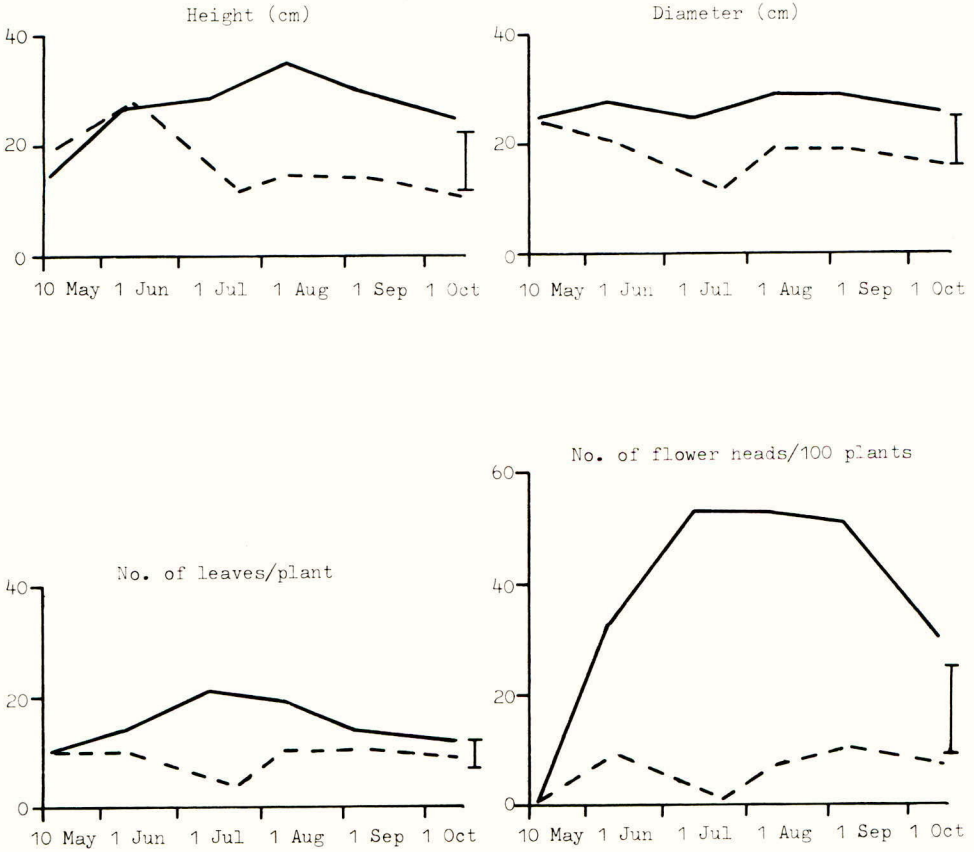 Height (cm)
40
20
0
10 May 1 Jun 1 Jul 1 Aug 1 Sep 1 Oct
Diameter (cm)
40
20
0
10 May 1 Jun 1 Jul 1 Aug 1 Sep 1 Oct
No. of leaves/plant
40
20
0
10 May 1 Jun 1 Jul 1 Aug 1 Sep 1 Oct
No. of flower heads/100 plants
60
40
20
0
10 May 1 Jun 1 Jul 1 Aug 1 Sep 1 Oct